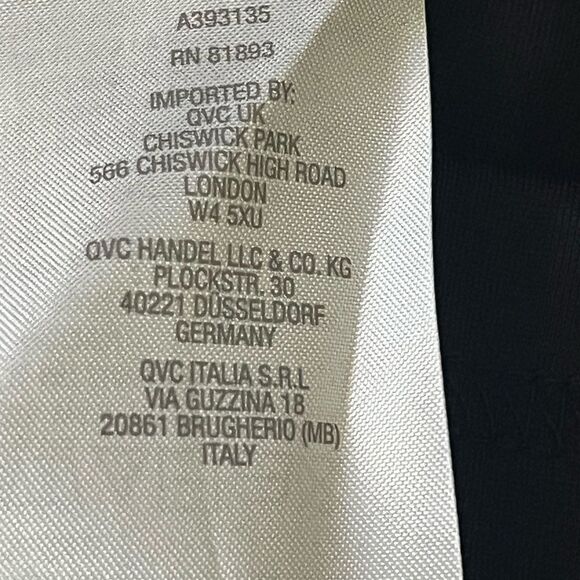 A393135
RN 81893
IMPORTED BY:
QVC UK
CHISWICK PARK
566 CHISWICK HIGH ROAD
LONDON
W4 5XU
QVC HANDEL LLC & CO. KG
PLOCKSTR. 30
40221 DÜSSELDORF
GERMANY
QVC ITALIA S.R.L
VIA GUZZINA 18
20861 BRUGHERIO (MB)
ITALY